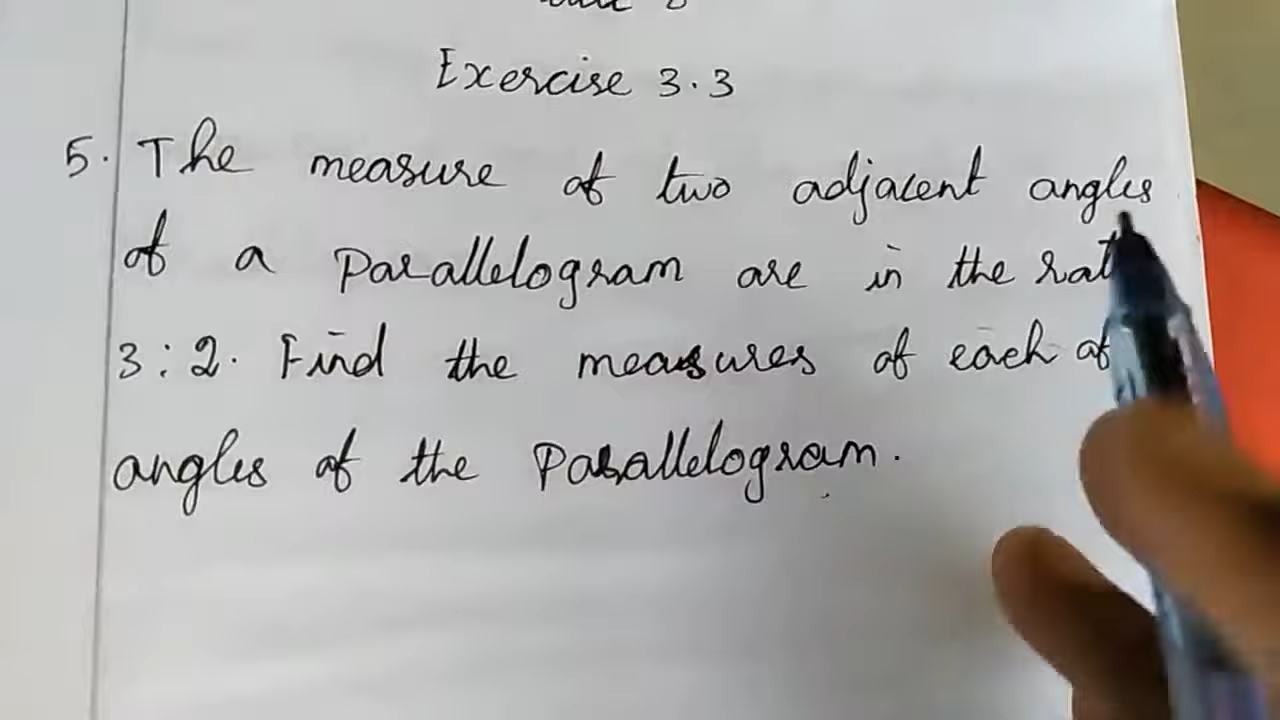 Exercise 3.3
5. The measure of two adjacent angles
of a parallelogram are in the
3:2. Find the measures of each of
angles of the Parallelogram.